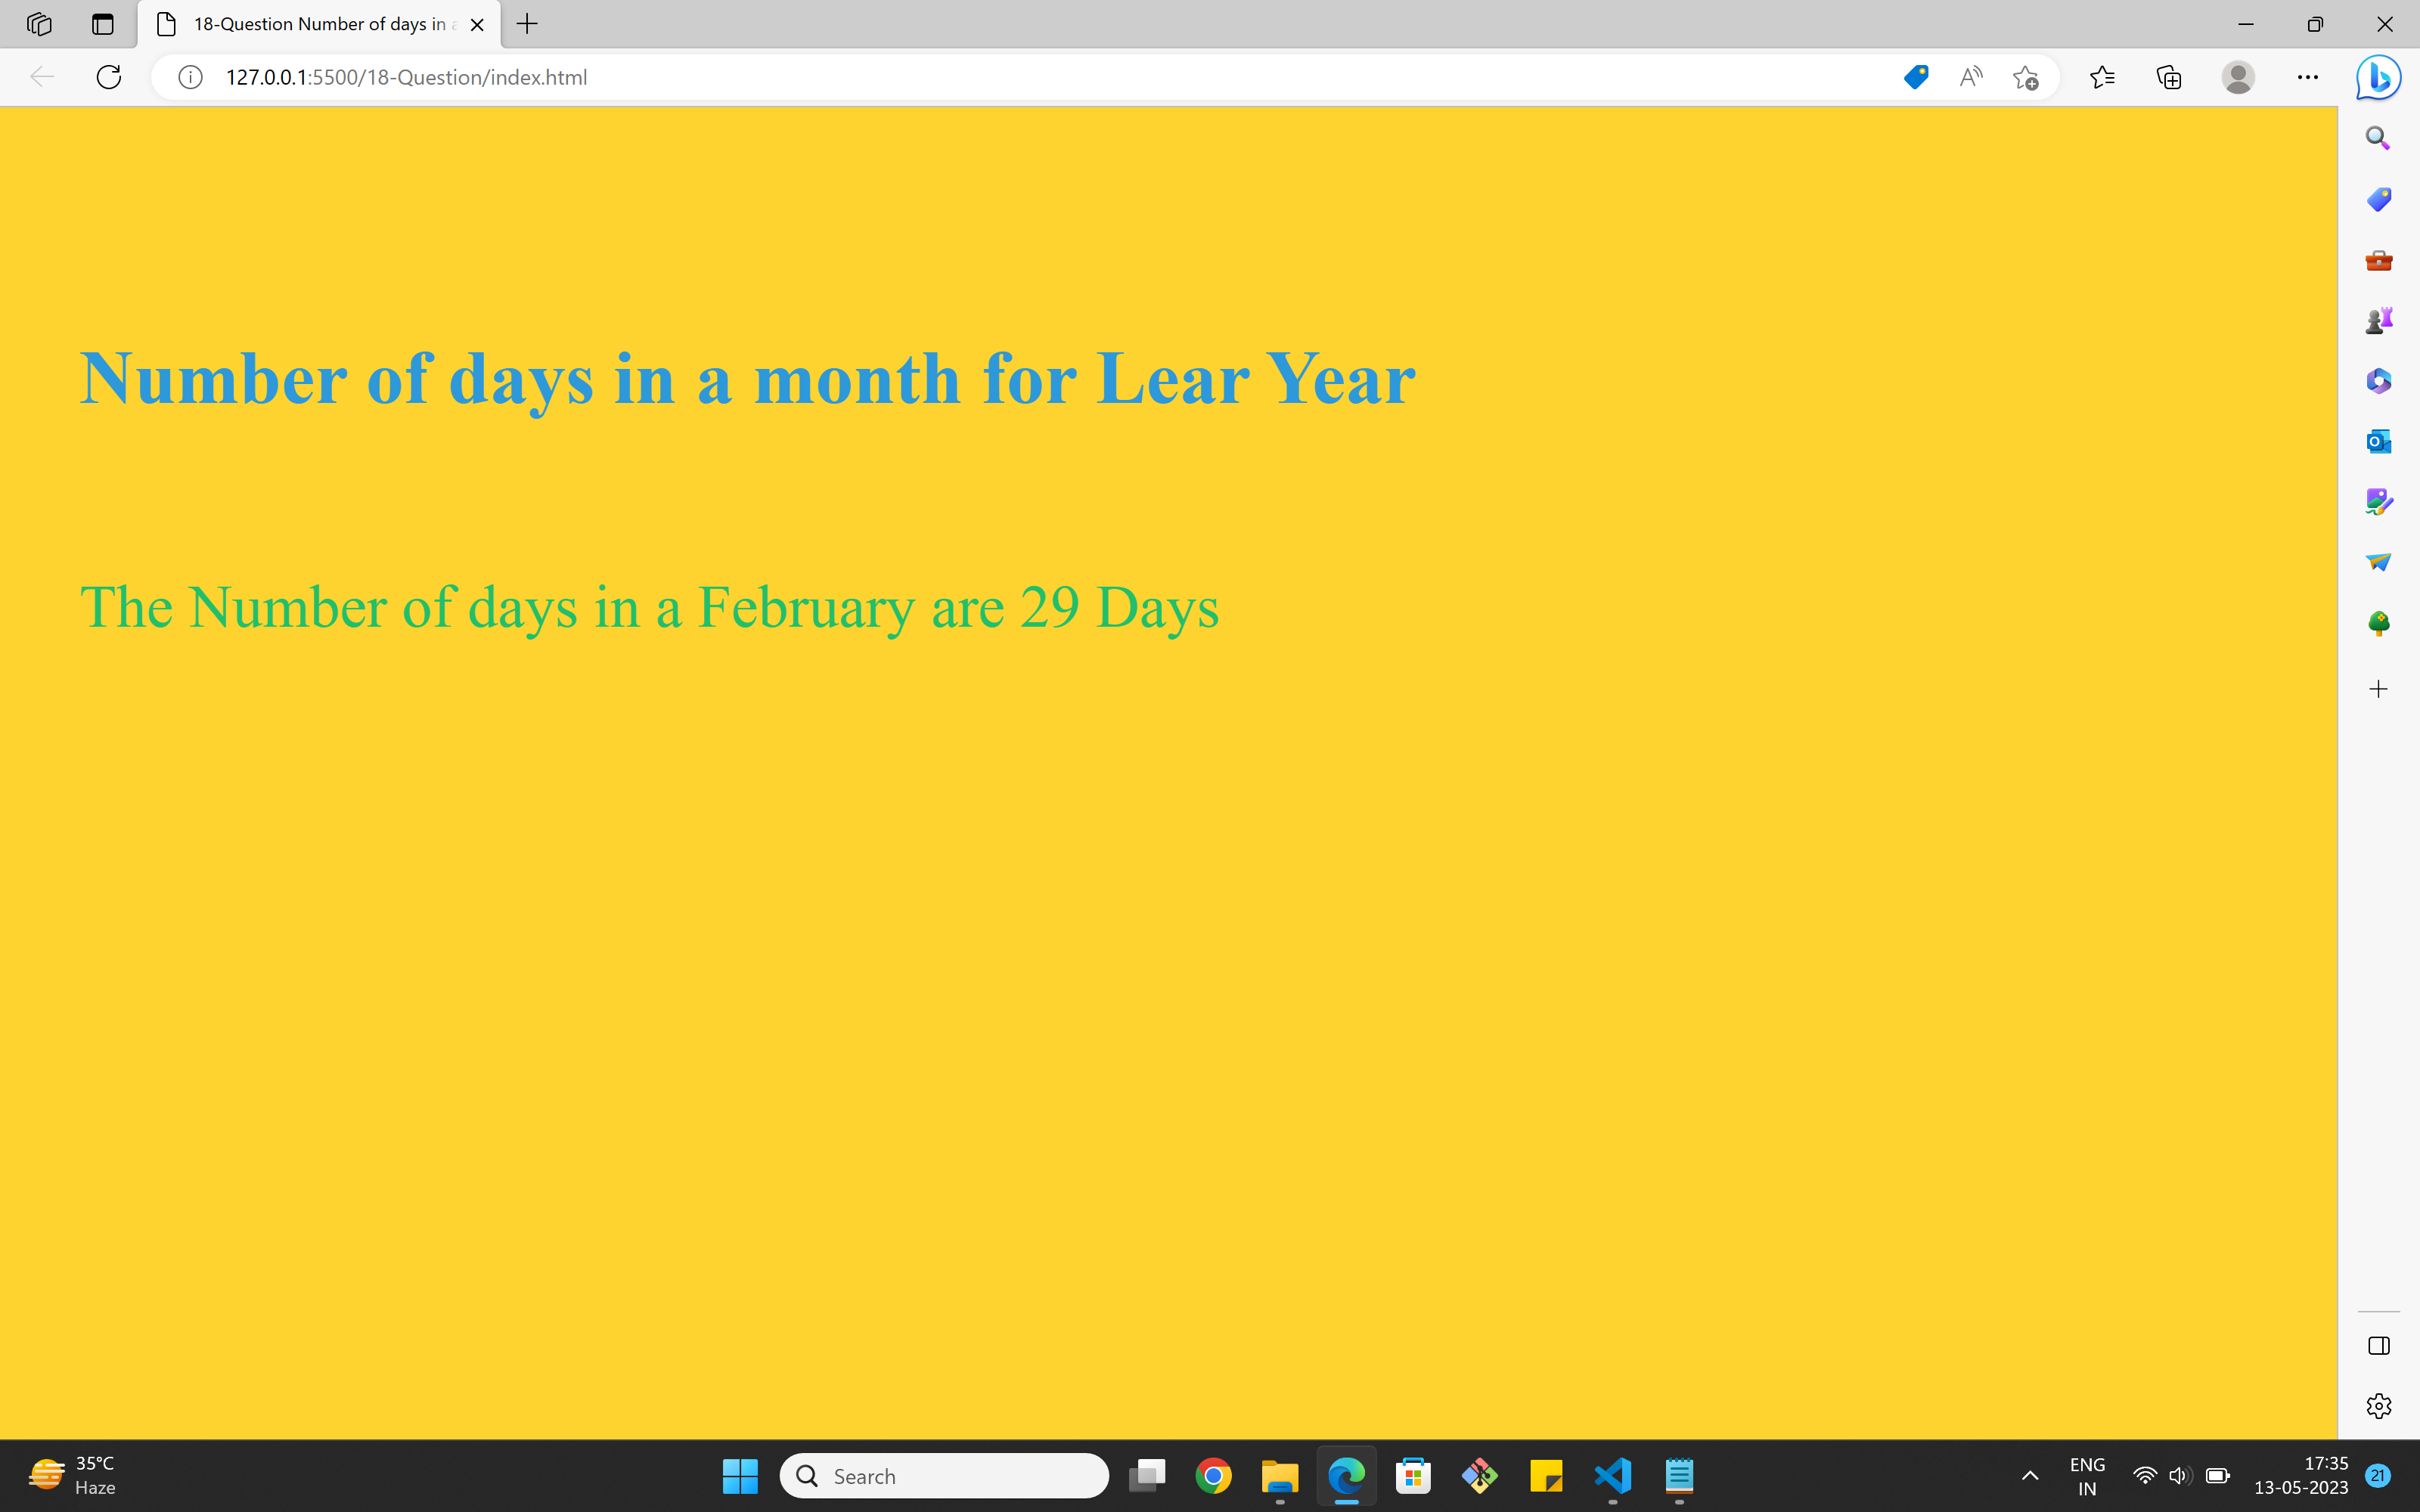 18-Question Number of days in a
127.0.0.1:5500/18-Question/index.html
Number of days in a month for Lear Year
The Number of days in a February are 29 Days
35°C
Haze
Search
ENG
IN
17:35
13-05-2023
21